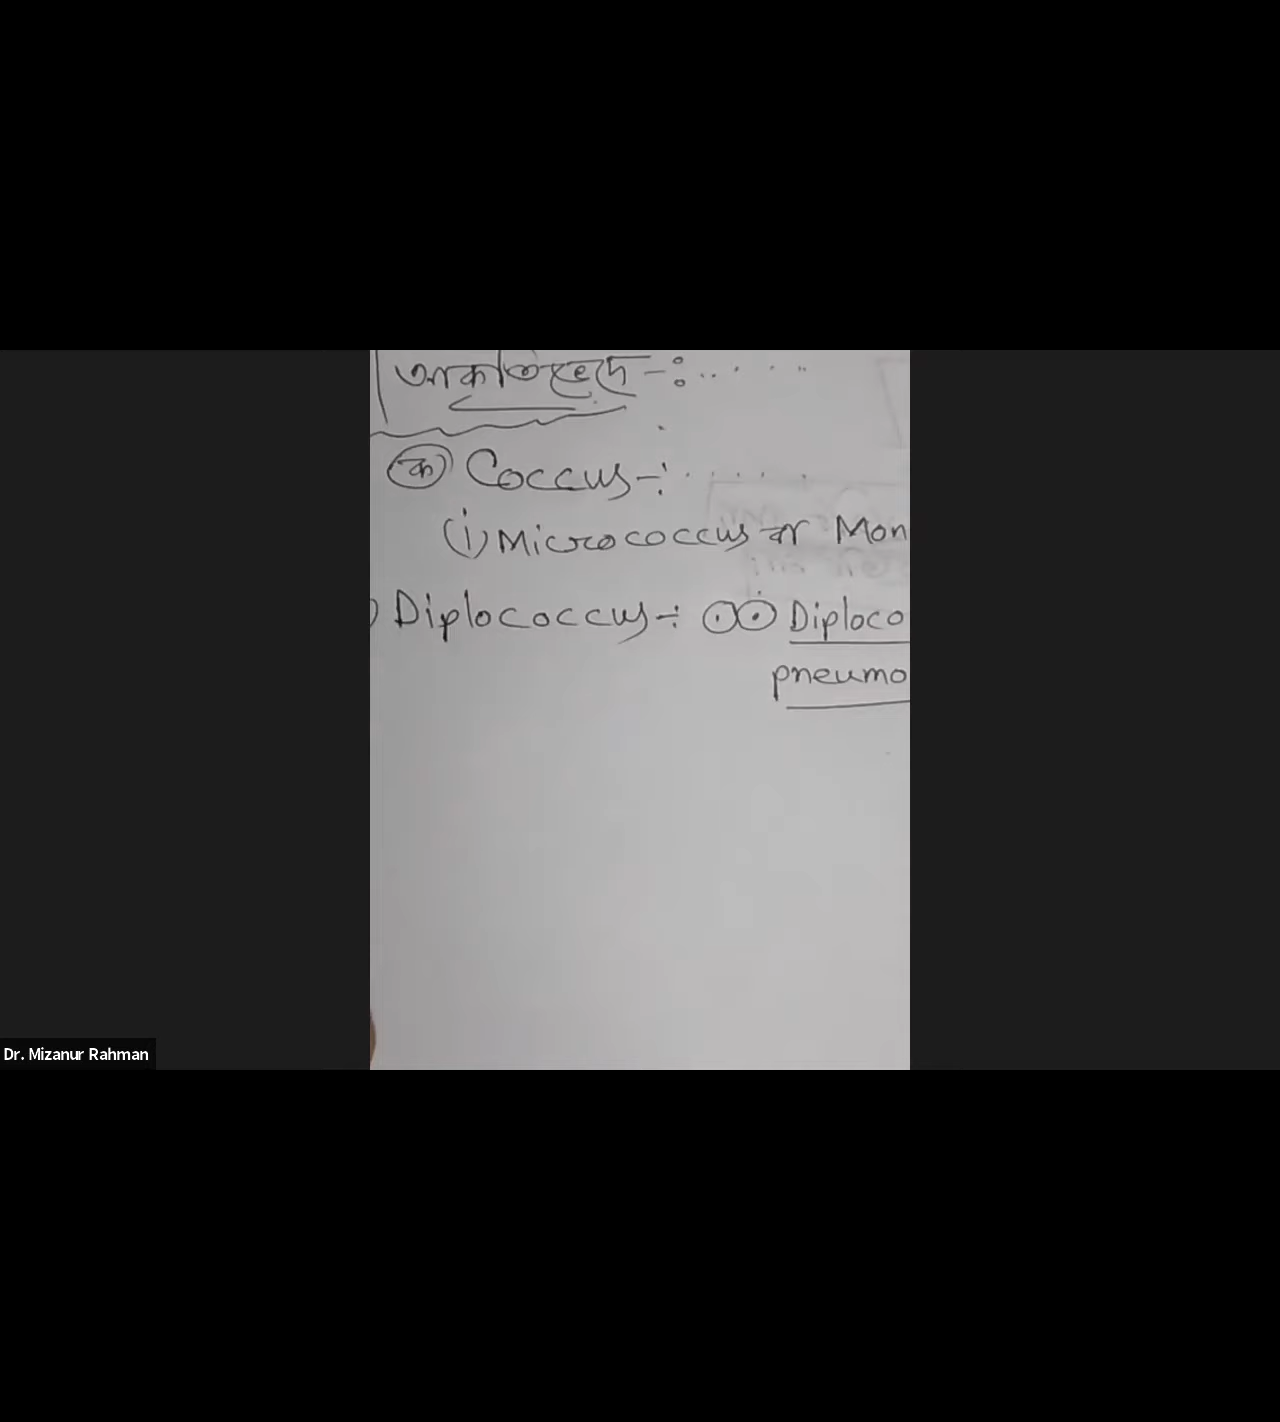 আকৃতিভেদে -:.....
(ক) Coccus -: . . . .
(i) Micrococcus বা Mon
) Diplococcus -: Diploco
pneumo
Dr. Mizanur Rahman